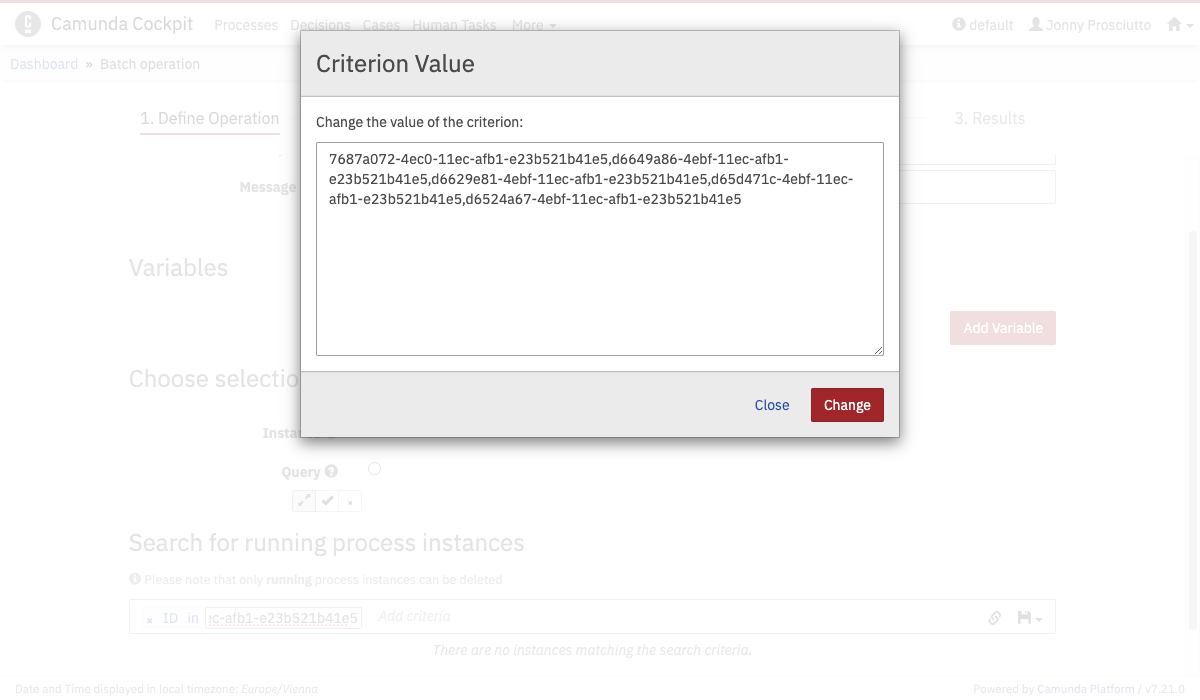 Camunda Cockpit Processes Decisions Cases Human Tasks More default Jonny Prosciutto
Dashboard » Batch operation
Criterion Value
1. Define Operation
3. Results
Change the value of the criterion:
7687a072-4ec0-11ec-afb1-e23b521b41e5,d6649a86-4ebf-11ec-afb1-
e23b521b41e5,d6629e81-4ebf-11ec-afb1-e23b521b41e5,d65d471c-4ebf-11ec-
afb1-e23b521b41e5,d6524a67-4ebf-11ec-afb1-e23b521b41e5
Message
Variables
Add Variable
Choose selectio
Close Change
Query
Search for running process instances
Please note that only running process instances can be deleted
ID in c-afb1-e23b521b41e5 Add criteria
There are no instances matching the search criteria.
Date and Time displayed in local timezone: Europe/Vienna
Powered by Camunda Platform / v7.21.0